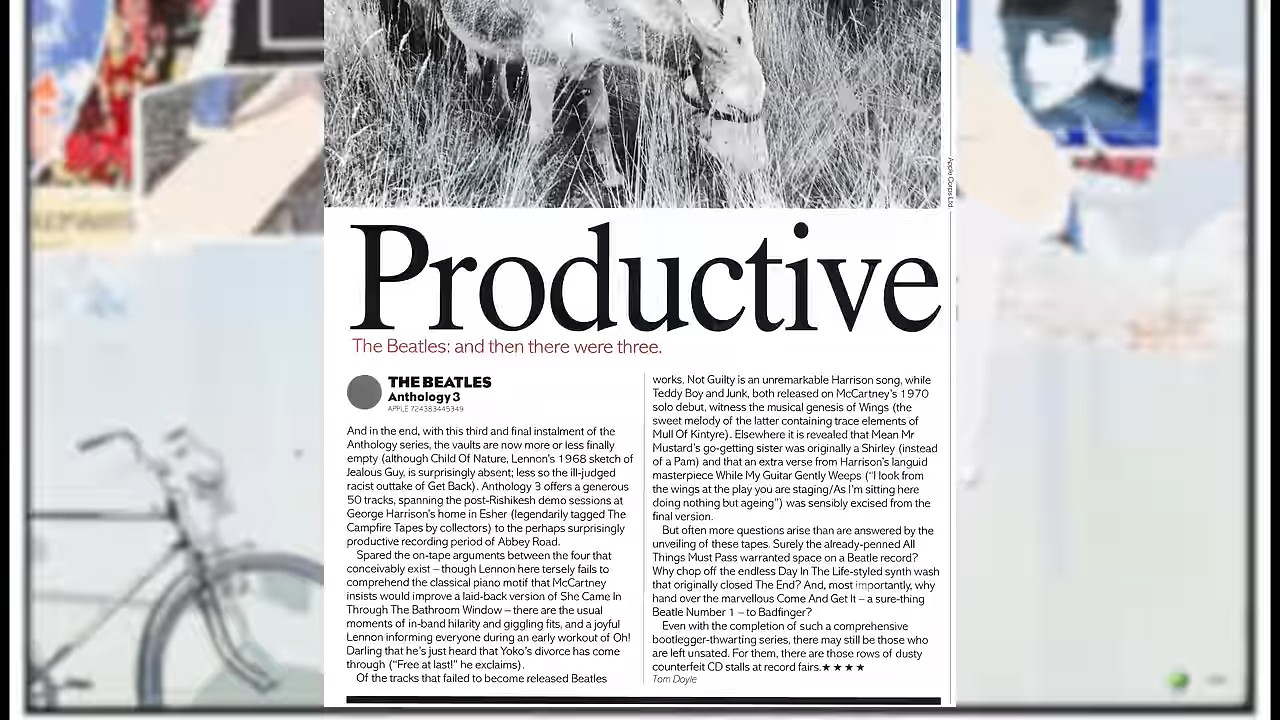 Apple Corps Ltd
Productive
The Beatles: and then there were three.
THE BEATLES
Anthology 3
APPLE 724383445349
And in the end, with this third and final instalment of the
Anthology series, the vaults are now more or less finally
empty (although Child Of Nature, Lennon's 1968 sketch of
Jealous Guy, is surprisingly absent; less so the ill-judged
racist outtake of Get Back). Anthology 3 offers a generous
50 tracks, spanning the post-Rishikesh demo sessions at
George Harrison's home in Esher (legendarily tagged The
Campfire Tapes by collectors) to the perhaps surprisingly
productive recording period of Abbey Road.
Spared the on-tape arguments between the four that
conceivably exist – though Lennon here tersely fails to
comprehend the classical piano motif that McCartney
insists would improve a laid-back version of She Came In
Through The Bathroom Window – there are the usual
moments of in-band hilarity and giggling fits, and a joyful
Lennon informing everyone during an early workout of Oh!
Darling that he's just heard that Yoko's divorce has come
through ("Free at last!" he exclaims).
Of the tracks that failed to become released Beatles
works, Not Guilty is an unremarkable Harrison song, while
Teddy Boy and Junk, both released on McCartney's 1970
solo debut, witness the musical genesis of Wings (the
sweet melody of the latter containing trace elements of
Mull Of Kintyre). Elsewhere it is revealed that Mean Mr
Mustard's go-getting sister was originally a Shirley (instead
of a Pam) and that an extra verse from Harrison's languid
masterpiece While My Guitar Gently Weeps ("I look from
the wings at the play you are staging/As I'm sitting here
doing nothing but ageing") was sensibly excised from the
final version.
But often more questions arise than are answered by the
unveiling of these tapes. Surely the already-penned All
Things Must Pass warranted space on a Beatle record?
Why chop off the endless Day In The Life-styled synth wash
that originally closed The End? And, most importantly, why
hand over the marvellous Come And Get It – a sure-thing
Beatle Number 1 – to Badfinger?
Even with the completion of such a comprehensive
bootlegger-thwarting series, there may still be those who
are left unsated. For them, there are those rows of dusty
counterfeit CD stalls at record fairs.★★★★
Tom Doyle